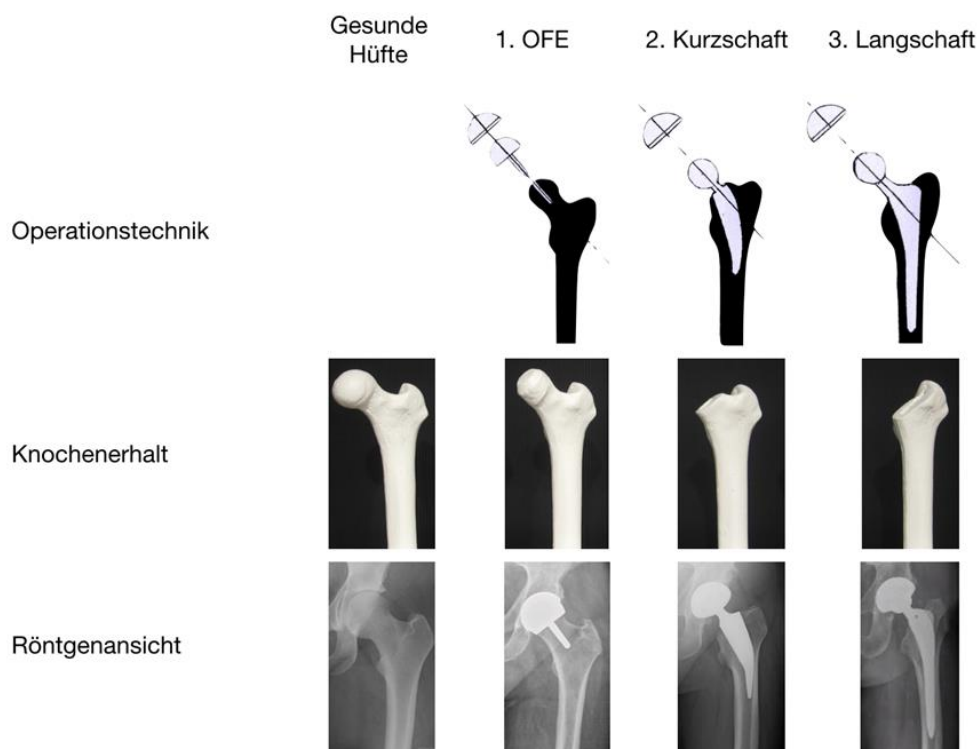 Gesunde
Hüfte
1. OFE
2. Kurzschaft
3. Langschaft
Operationstechnik
Knochenerhalt
Röntgenansicht